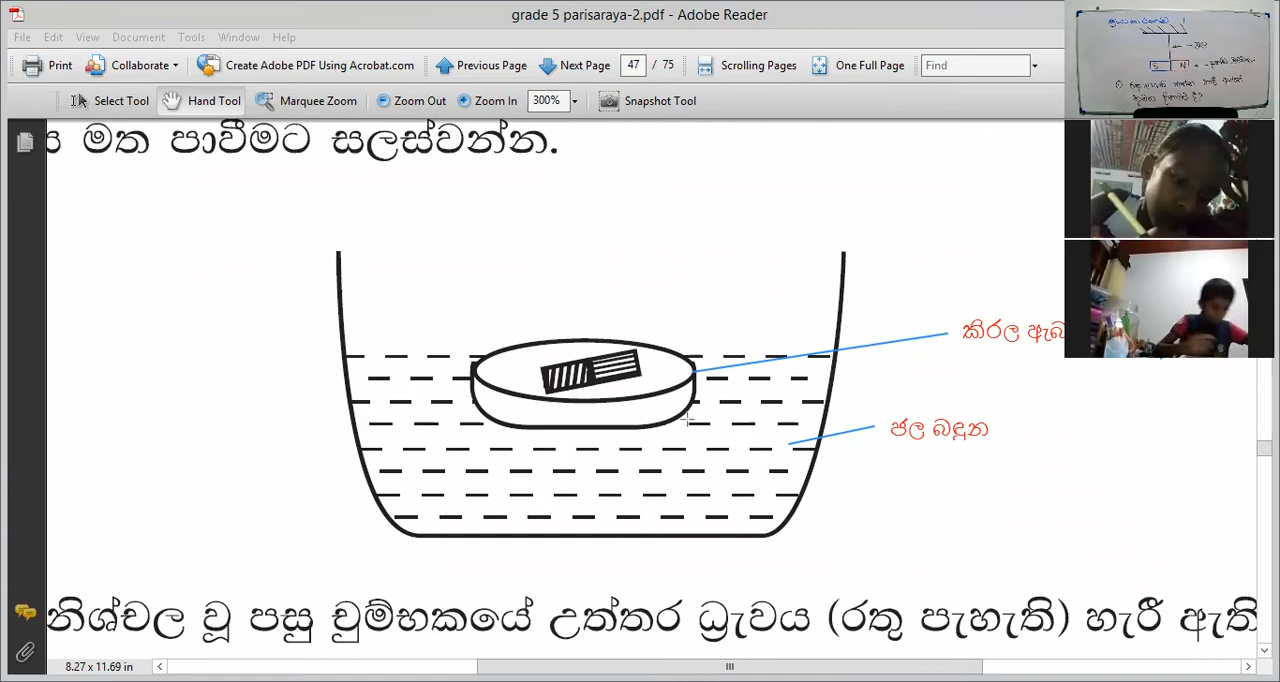 grade 5 parisaraya-2.pdf - Adobe Reader
File Edit View Document Tools Window Help
Print Collaborate Create Adobe PDF Using Acrobat.com Previous Page Next Page 47 / 75 Scrolling Pages One Full Page Find
Select Tool Hand Tool Marquee Zoom Zoom Out Zoom In 300% Snapshot Tool
මත පාවීමට සලස්වන්න.
කිරල ඇබ
ජල බඳුන
නිශ්චල වූ පසු චුම්භකයේ උත්තර ධ්‍රැවය (රතු පැහැති) හැරී ඇති
8.27 x 11.69 in
S N